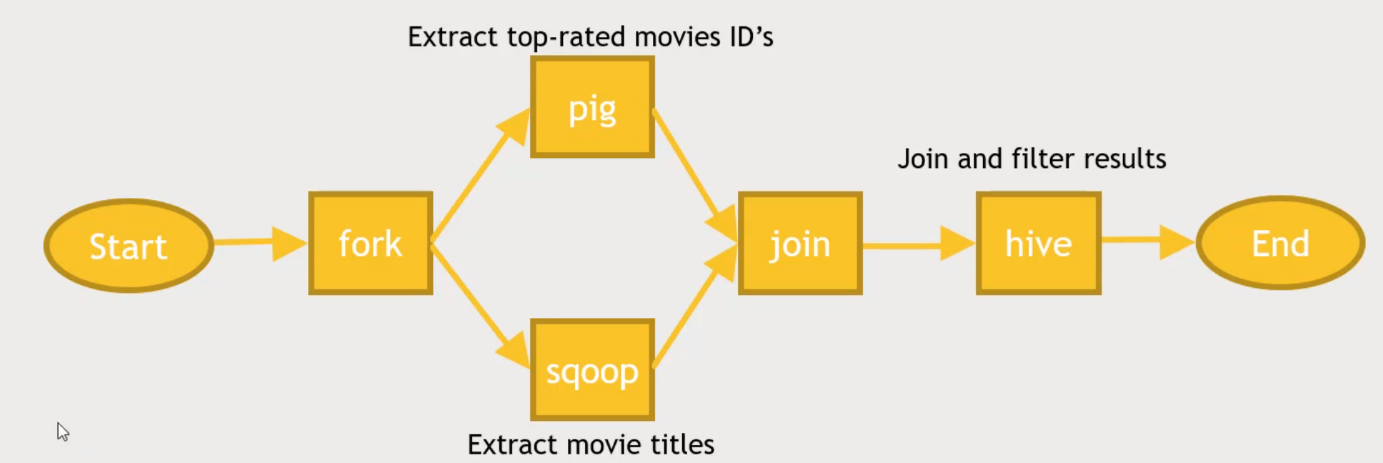 Extract top-rated movies ID’s
pig
Join and filter results
Start
fork
join
hive
End
sqoop
Extract movie titles